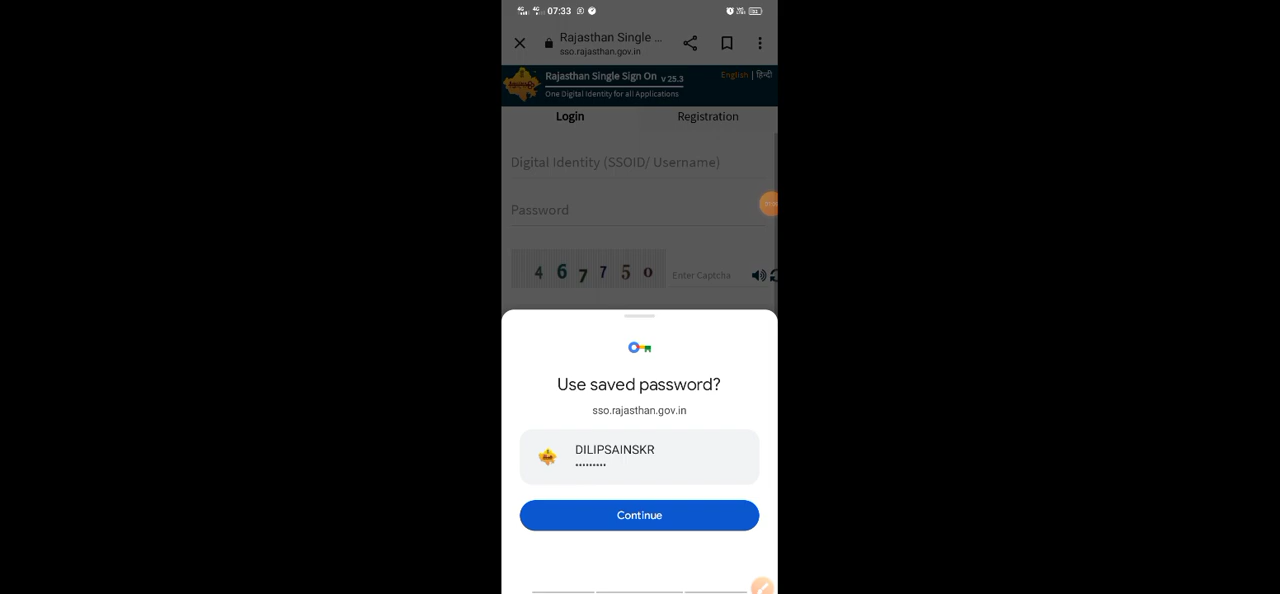 4G 4G 07:33
Rajasthan Single ...
sso.rajasthan.gov.in
Rajasthan Single Sign On v 25.3
English | हिन्दी
One Digital Identity for all Applications
Login
Registration
Digital Identity (SSOID/ Username)
Password
4 6 7 7 5 0
Enter Captcha
Use saved password?
sso.rajasthan.gov.in
DILIPSAINSKR
•••••••••
Continue